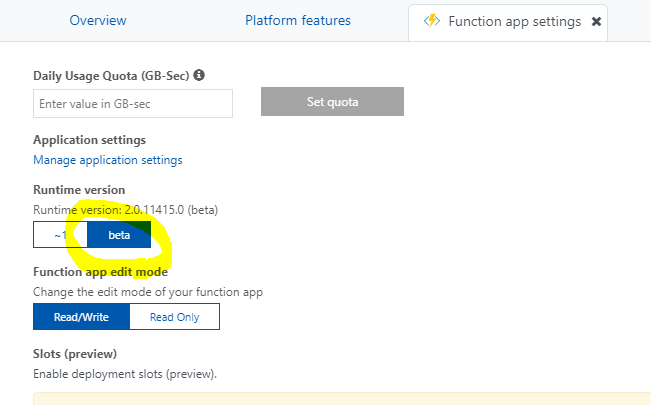 Overview
Platform features
Function app settings
Daily Usage Quota (GB-Sec)
Enter value in GB-sec
Set quota
Application settings
Manage application settings
Runtime version
Runtime version: 2.0.11415.0 (beta)
~1
beta
Function app edit mode
Change the edit mode of your function app
Read/Write
Read Only
Slots (preview)
Enable deployment slots (preview).